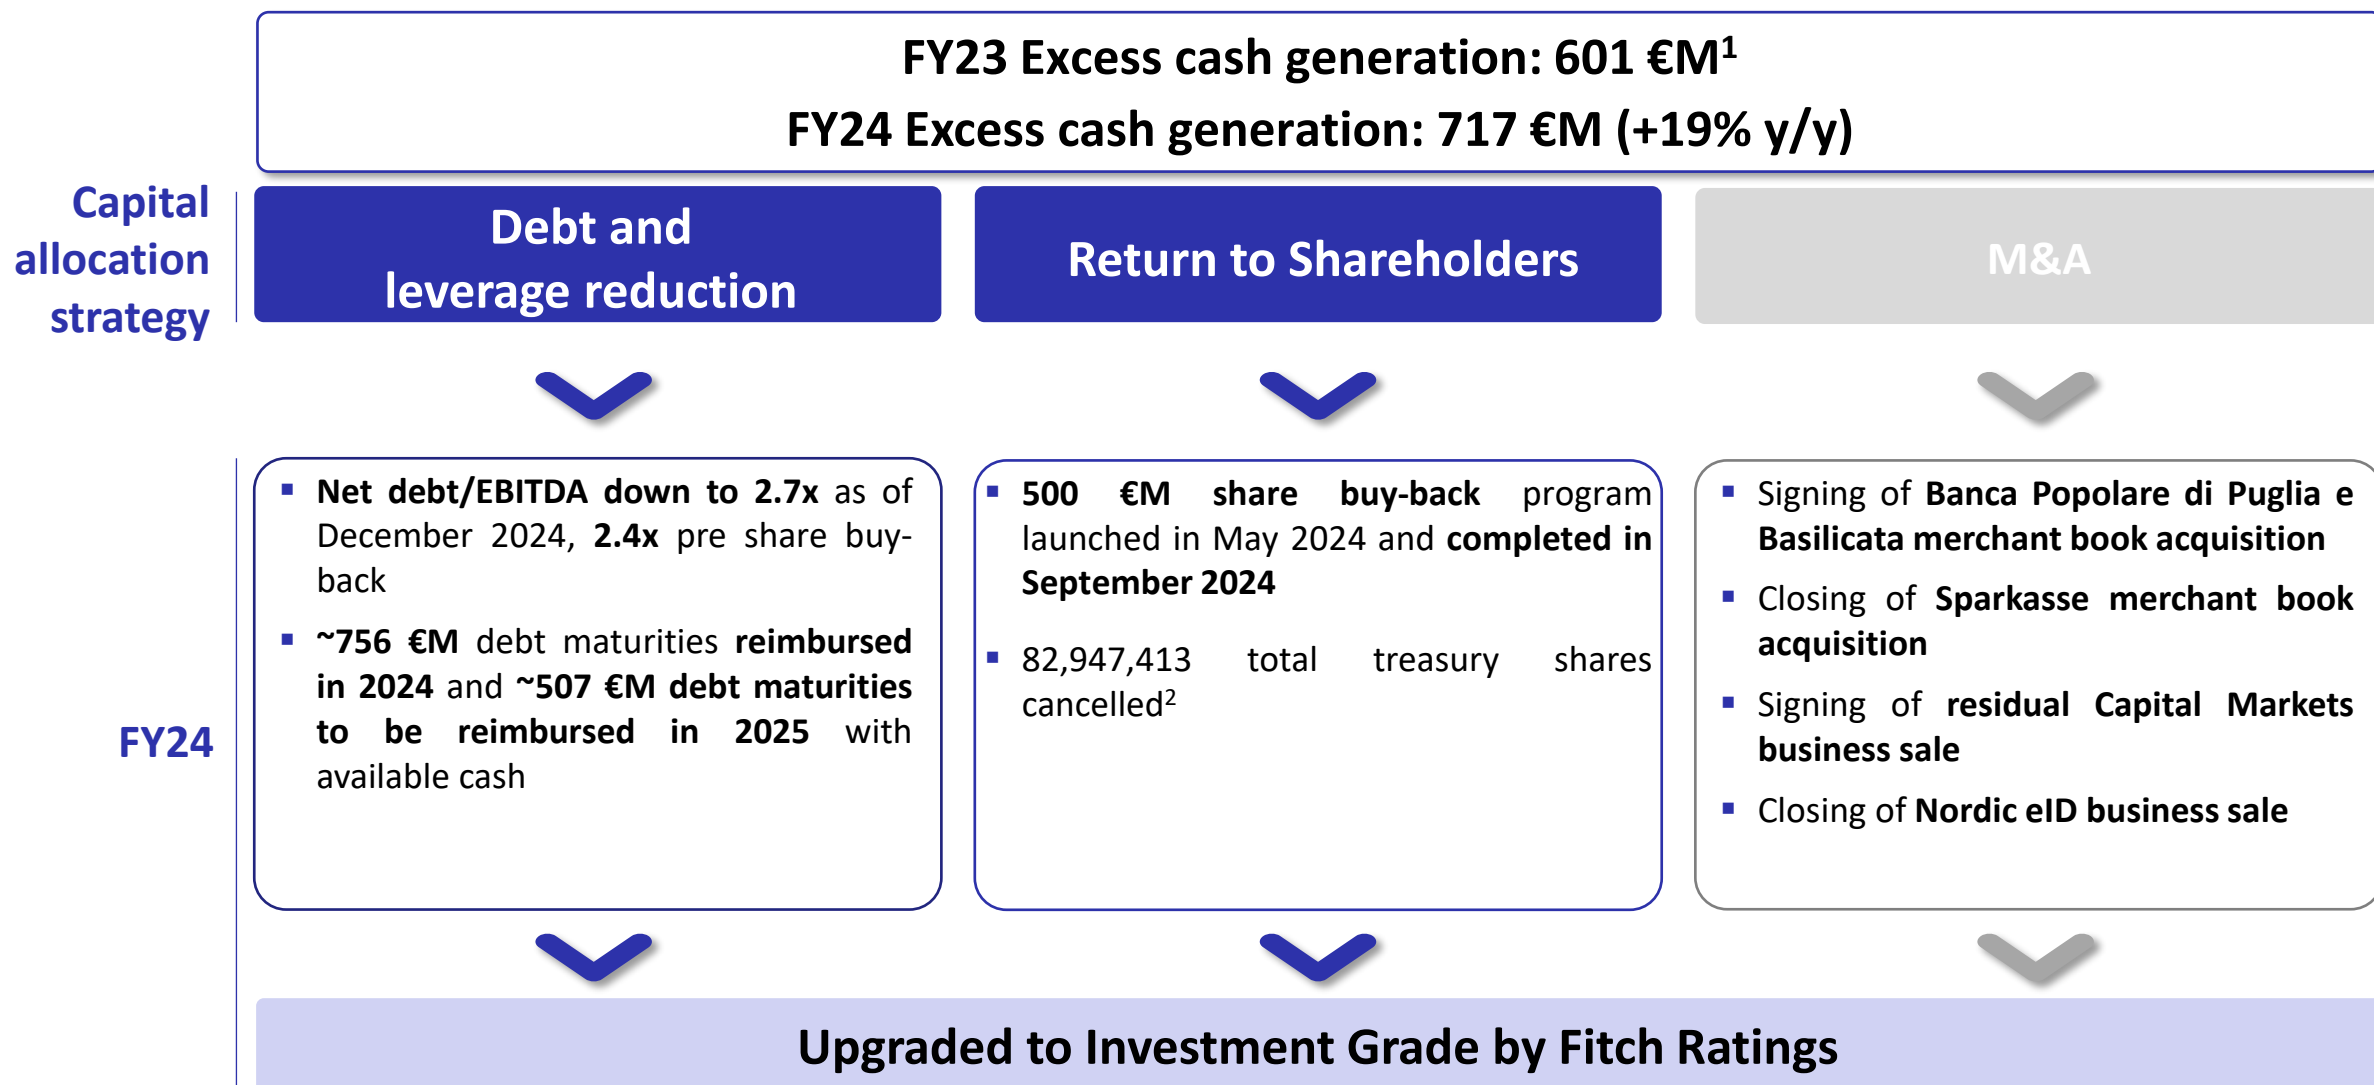 FY23 Excess cash generation: 601 €M¹
FY24 Excess cash generation: 717 €M (+19% y/y)
Capital
allocation
strategy
Debt and
leverage reduction
Return to Shareholders
M&A
FY24
▪ Net debt/EBITDA down to 2.7x as of
December 2024, 2.4x pre share buy-
back
▪ ~756 €M debt maturities reimbursed
in 2024 and ~507 €M debt maturities
to be reimbursed in 2025 with
available cash
▪ 500 €M share buy-back program
launched in May 2024 and completed in
September 2024
▪ 82,947,413 total treasury shares
cancelled²
▪ Signing of Banca Popolare di Puglia e
Basilicata merchant book acquisition
▪ Closing of Sparkasse merchant book
acquisition
▪ Signing of residual Capital Markets
business sale
▪ Closing of Nordic eID business sale
Upgraded to Investment Grade by Fitch Ratings